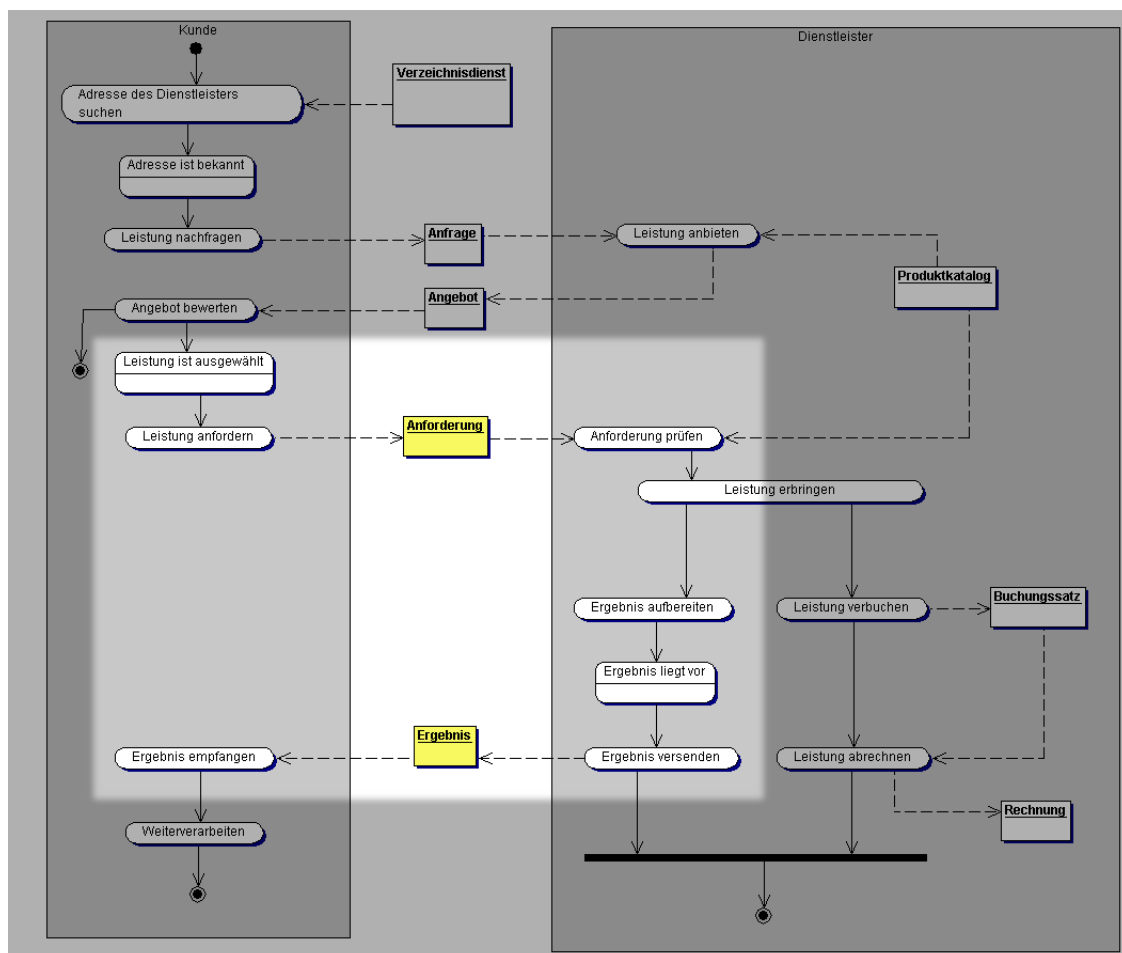 Kunde
Dienstleister
Verzeichnisdienst
Adresse des Dienstleisters
suchen
Adresse ist bekannt
Leistung nachfragen
Anfrage
Leistung anbieten
Produktkatalog
Angebot
Angebot bewerten
Leistung ist ausgewählt
Leistung anfordern
Anforderung
Anforderung prüfen
Leistung erbringen
Ergebnis aufbereiten
Leistung verbuchen
Buchungssatz
Ergebnis liegt vor
Ergebnis empfangen
Ergebnis
Ergebnis versenden
Leistung abrechnen
Rechnung
Weiterverarbeiten